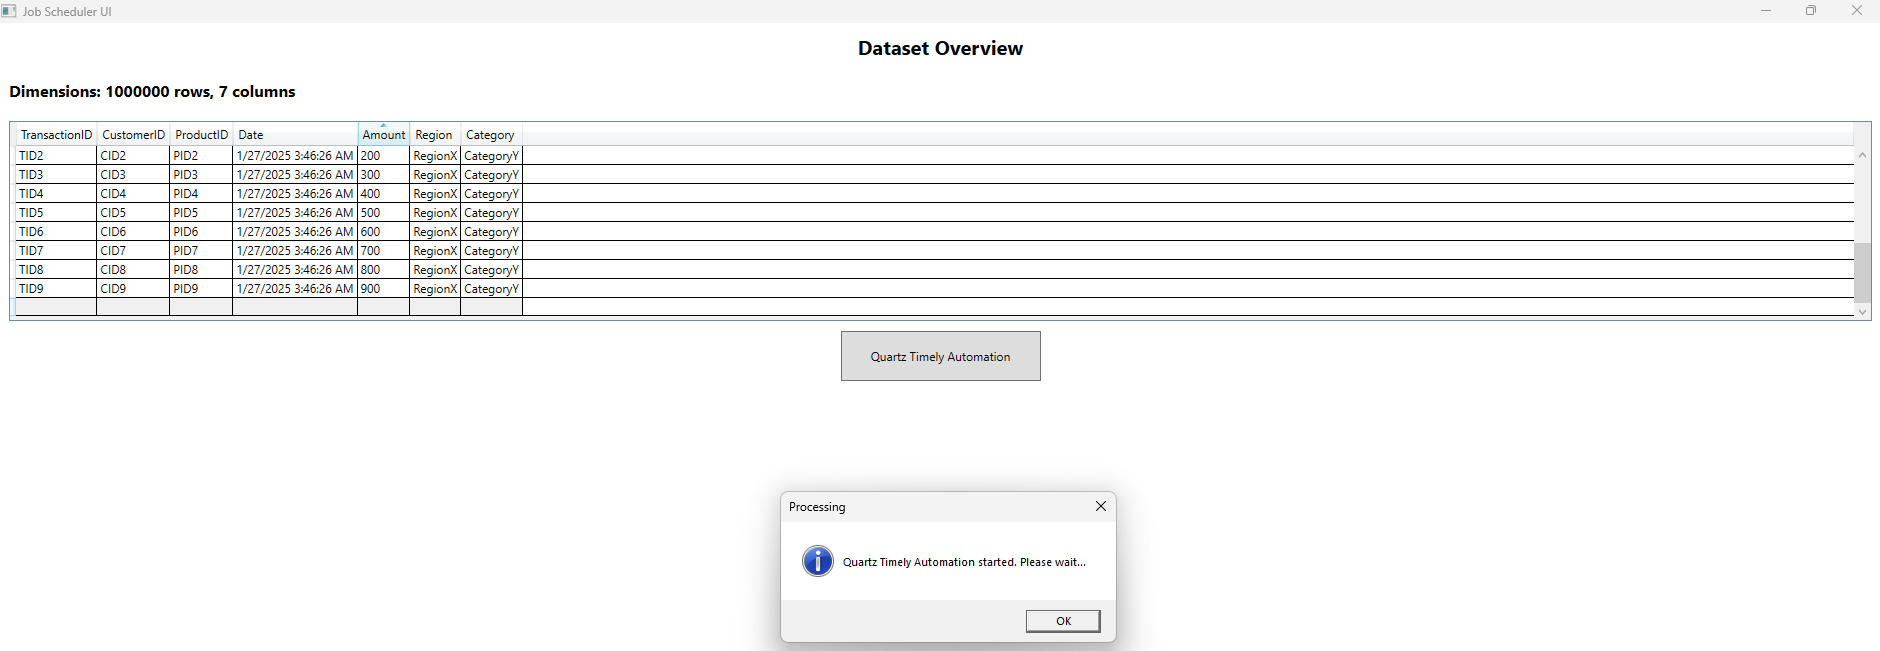 Job Scheduler UI
Dataset Overview
Dimensions: 1000000 rows, 7 columns
TransactionID CustomerID ProductID Date Amount Region Category
TID2 CID2 PID2 1/27/2025 3:46:26 AM 200 RegionX CategoryY
TID3 CID3 PID3 1/27/2025 3:46:26 AM 300 RegionX CategoryY
TID4 CID4 PID4 1/27/2025 3:46:26 AM 400 RegionX CategoryY
TID5 CID5 PID5 1/27/2025 3:46:26 AM 500 RegionX CategoryY
TID6 CID6 PID6 1/27/2025 3:46:26 AM 600 RegionX CategoryY
TID7 CID7 PID7 1/27/2025 3:46:26 AM 700 RegionX CategoryY
TID8 CID8 PID8 1/27/2025 3:46:26 AM 800 RegionX CategoryY
TID9 CID9 PID9 1/27/2025 3:46:26 AM 900 RegionX CategoryY
Quartz Timely Automation
Processing
Quartz Timely Automation started. Please wait...
OK